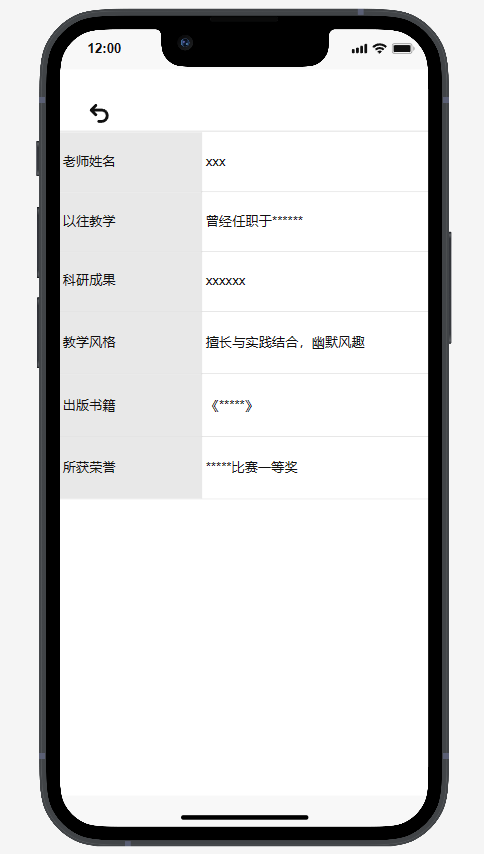 12:00
老师姓名 xxx
以往教学 曾经任职于******
科研成果 xxxxxx
教学风格 擅长与实践结合，幽默风趣
出版书籍 《*****》
所获荣誉 *****比赛一等奖